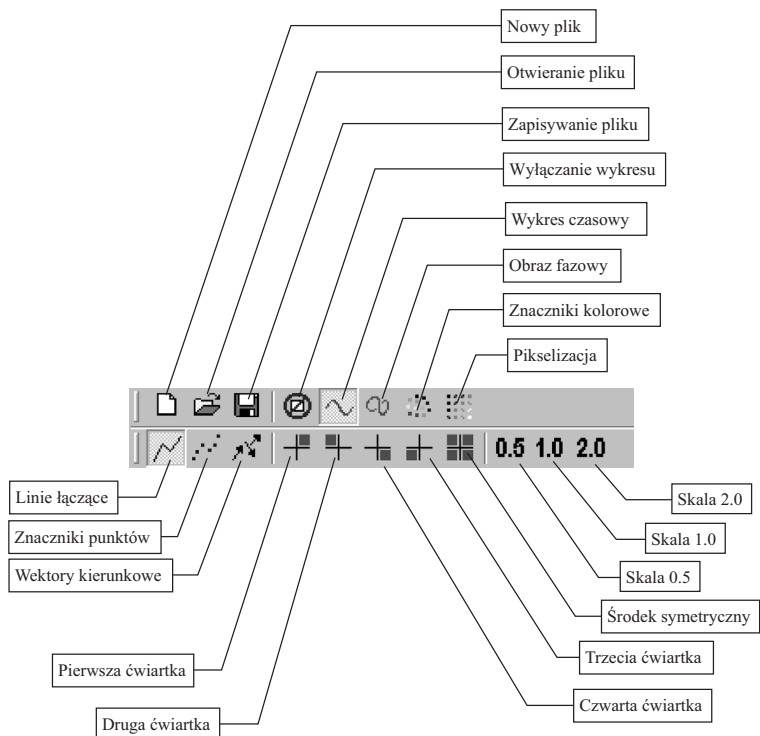 Nowy plik
Otwieranie pliku
Zapisywanie pliku
Wyłączanie wykresu
Wykres czasowy
Obraz fazowy
Znaczniki kolorowe
Pikselizacja
0.5 1.0 2.0
Linie łączące
Skala 2.0
Znaczniki punktów
Skala 1.0
Wektory kierunkowe
Skala 0.5
Środek symetryczny
Pierwsza ćwiartka
Trzecia ćwiartka
Czwarta ćwiartka
Druga ćwiartka